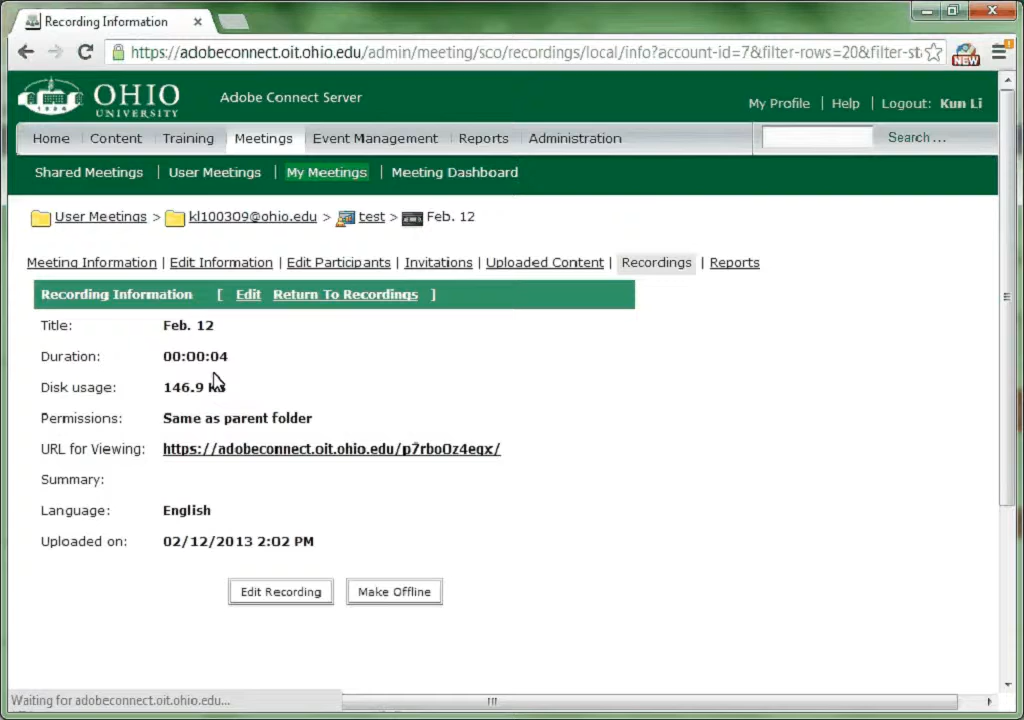 Recording Information
https://adobeconnect.oit.ohio.edu/admin/meeting/sco/recordings/local/info?account-id=7&filter-rows=20&filter-st
NEW
OHIO
UNIVERSITY
Adobe Connect Server
My Profile | Help | Logout: Kun Li
Home Content Training Meetings Event Management Reports Administration Search ...
Shared Meetings | User Meetings | My Meetings | Meeting Dashboard
User Meetings > kl100309@ohio.edu > test > Feb. 12
Meeting Information | Edit Information | Edit Participants | Invitations | Uploaded Content | Recordings | Reports
Recording Information [ Edit Return To Recordings ]
Title: Feb. 12
Duration: 00:00:04
Disk usage: 146.9
Permissions: Same as parent folder
URL for Viewing: https://adobeconnect.oit.ohio.edu/p7rbo0z4eqx/
Summary:
Language: English
Uploaded on: 02/12/2013 2:02 PM
Edit Recording Make Offline
Waiting for adobeconnect.oit.ohio.edu...